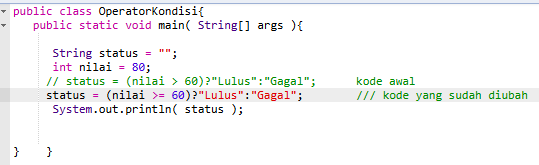 public class OperatorKondisi{
public static void main( String[] args ){
String status = "";
int nilai = 80;
// status = (nilai > 60)?"Lulus":"Gagal"; kode awal
status = (nilai >= 60)?"Lulus":"Gagal"; /// kode yang sudah diubah
System.out.println( status );
} }